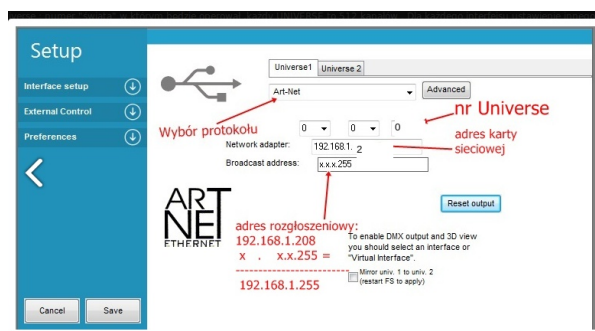 Setup
Interface setup
External Control
Preferences
Cancel
Save
Universe1
Universe 2
Art-Net
Advanced
Wybór protokołu
nr Universe
0
0
0
adres karty
sieciowej
Network adapter:
192.168.1. 2
Broadcast address:
x.x.x.255
ART
NET
ETHERNET
Reset output
adres rozgłoszeniowy:
192.168.1.208
x . x.x.255 =
------------------------
192.168.1.255
To enable DMX output and 3D view
you should select an interface or
"Virtual Interface".
Mirror univ. 1 to univ. 2
(restart FS to apply)